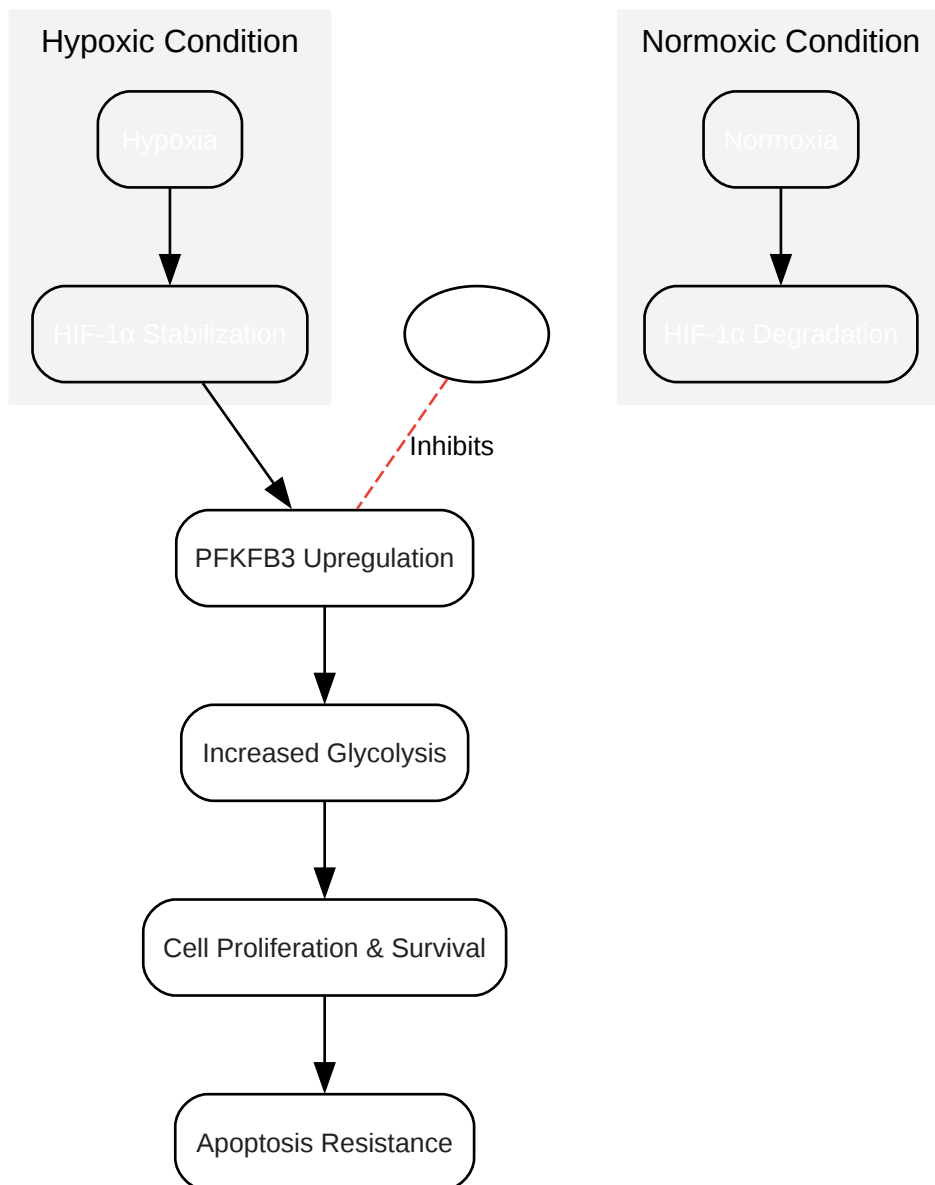 Hypoxic Condition
Normoxic Condition
Hypoxia
Normoxia
HIF-1α Stabilization
HIF-1α Degradation
Inhibits
PFKFB3 Upregulation
Increased Glycolysis
Cell Proliferation & Survival
Apoptosis Resistance